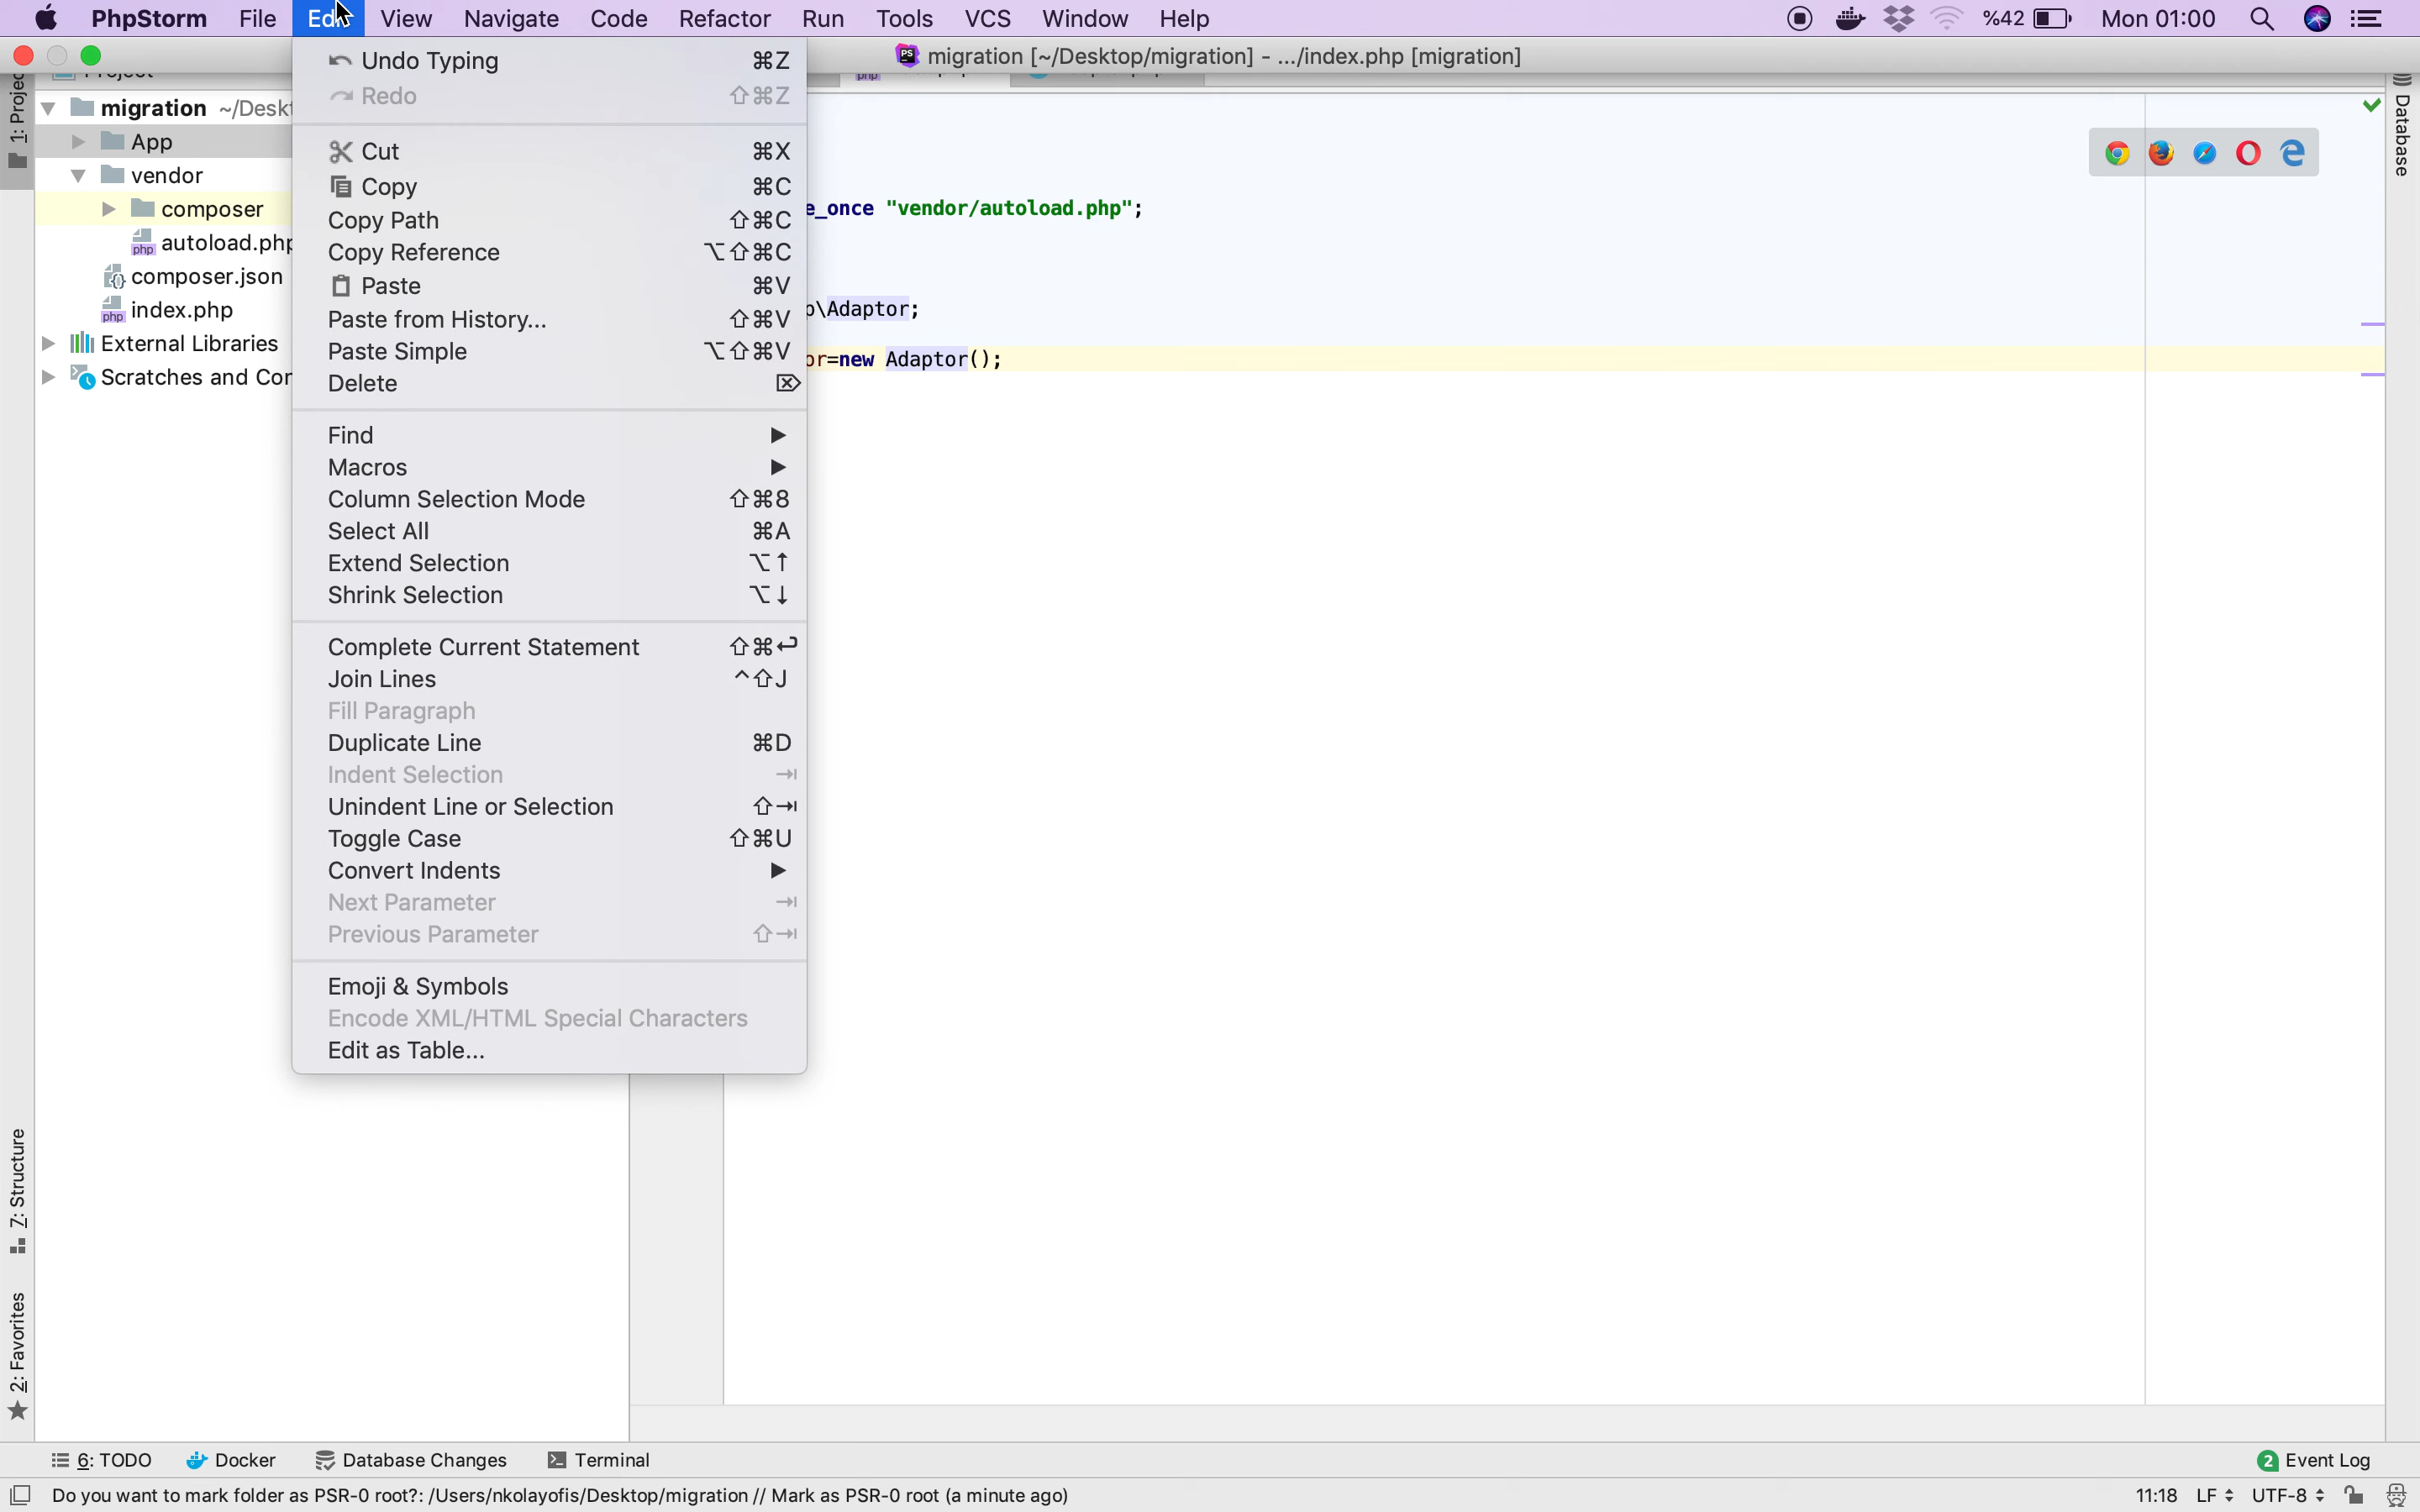 PhpStorm File Edit View Navigate Code Refactor Run Tools VCS Window Help %42 Mon 01:00
migration [~/Desktop/migration] - .../index.php [migration]
1: Project
migration ~/Deskt
App
vendor
composer
autoload.php
composer.json
index.php
External Libraries
Scratches and Con
Undo Typing ⌘Z
Redo ⇧⌘Z
Cut ⌘X
Copy ⌘C
Copy Path ⇧⌘C
Copy Reference ⌥⇧⌘C
Paste ⌘V
Paste from History... ⇧⌘V
Paste Simple ⌥⇧⌘V
Delete ⌦
Find ▶
Macros ▶
Column Selection Mode ⇧⌘8
Select All ⌘A
Extend Selection ⌥↑
Shrink Selection ⌥↓
Complete Current Statement ⇧⌘↩
Join Lines ^⇧J
Fill Paragraph
Duplicate Line ⌘D
Indent Selection ⇥
Unindent Line or Selection ⇧⇥
Toggle Case ⇧⌘U
Convert Indents ▶
Next Parameter ⇥
Previous Parameter ⇧⇥
Emoji & Symbols
Encode XML/HTML Special Characters
Edit as Table...
e_once "vendor/autoload.php";
p\Adaptor;
or=new Adaptor();
Database
7: Structure
2: Favorites
6: TODO Docker Database Changes Terminal 2 Event Log
Do you want to mark folder as PSR-0 root?: /Users/nkolayofis/Desktop/migration // Mark as PSR-0 root (a minute ago) 11:18 LF UTF-8